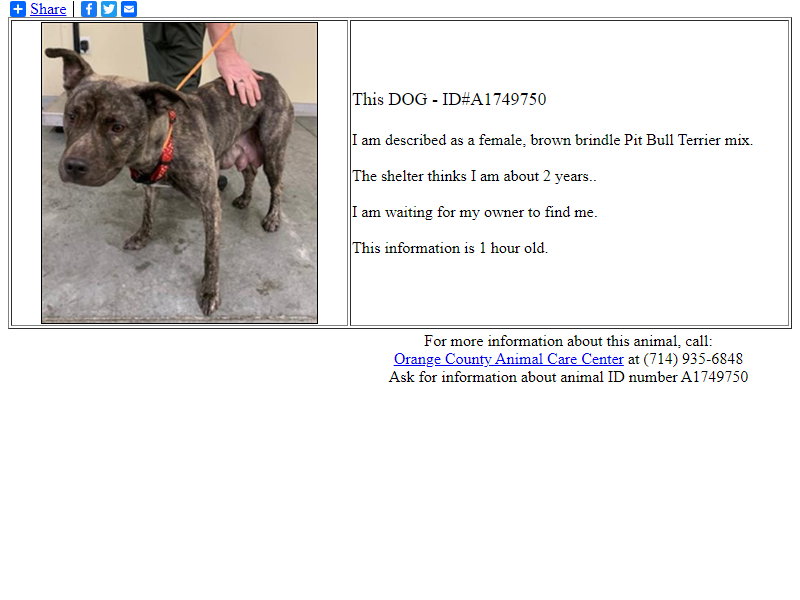 Share |
This DOG - ID#A1749750
I am described as a female, brown brindle Pit Bull Terrier mix.
The shelter thinks I am about 2 years..
I am waiting for my owner to find me.
This information is 1 hour old.
For more information about this animal, call:
Orange County Animal Care Center at (714) 935-6848
Ask for information about animal ID number A1749750